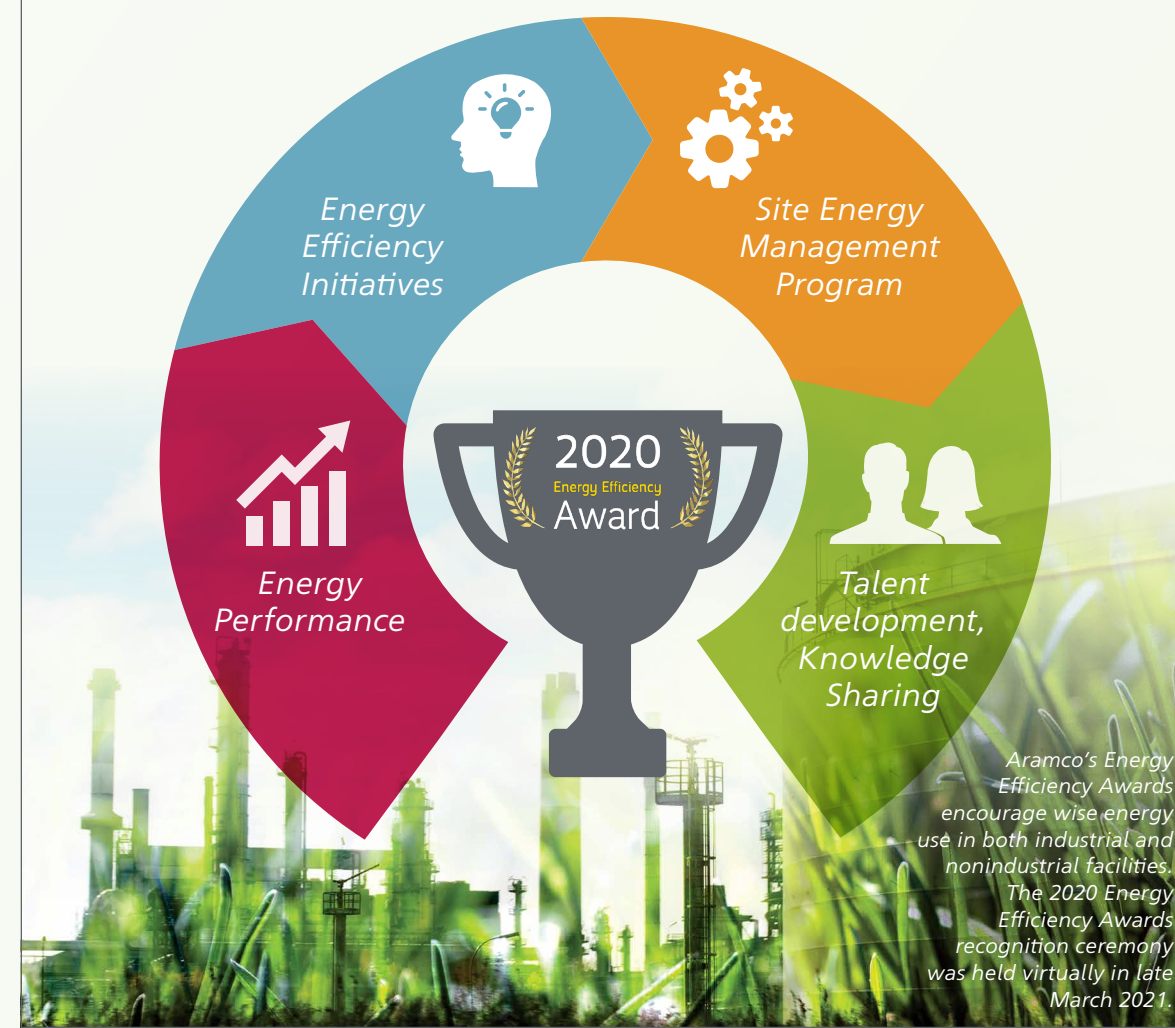 Energy
Efficiency
Initiatives
Site Energy
Management
Program
2020
Energy Efficiency
Award
Energy
Performance
Talent
development,
Knowledge
Sharing
Aramco's Energy
Efficiency Awards
encourage wise energy
use in both industrial and
nonindustrial facilities.
The 2020 Energy
Efficiency Awards
recognition ceremony
was held virtually in late
March 2021.